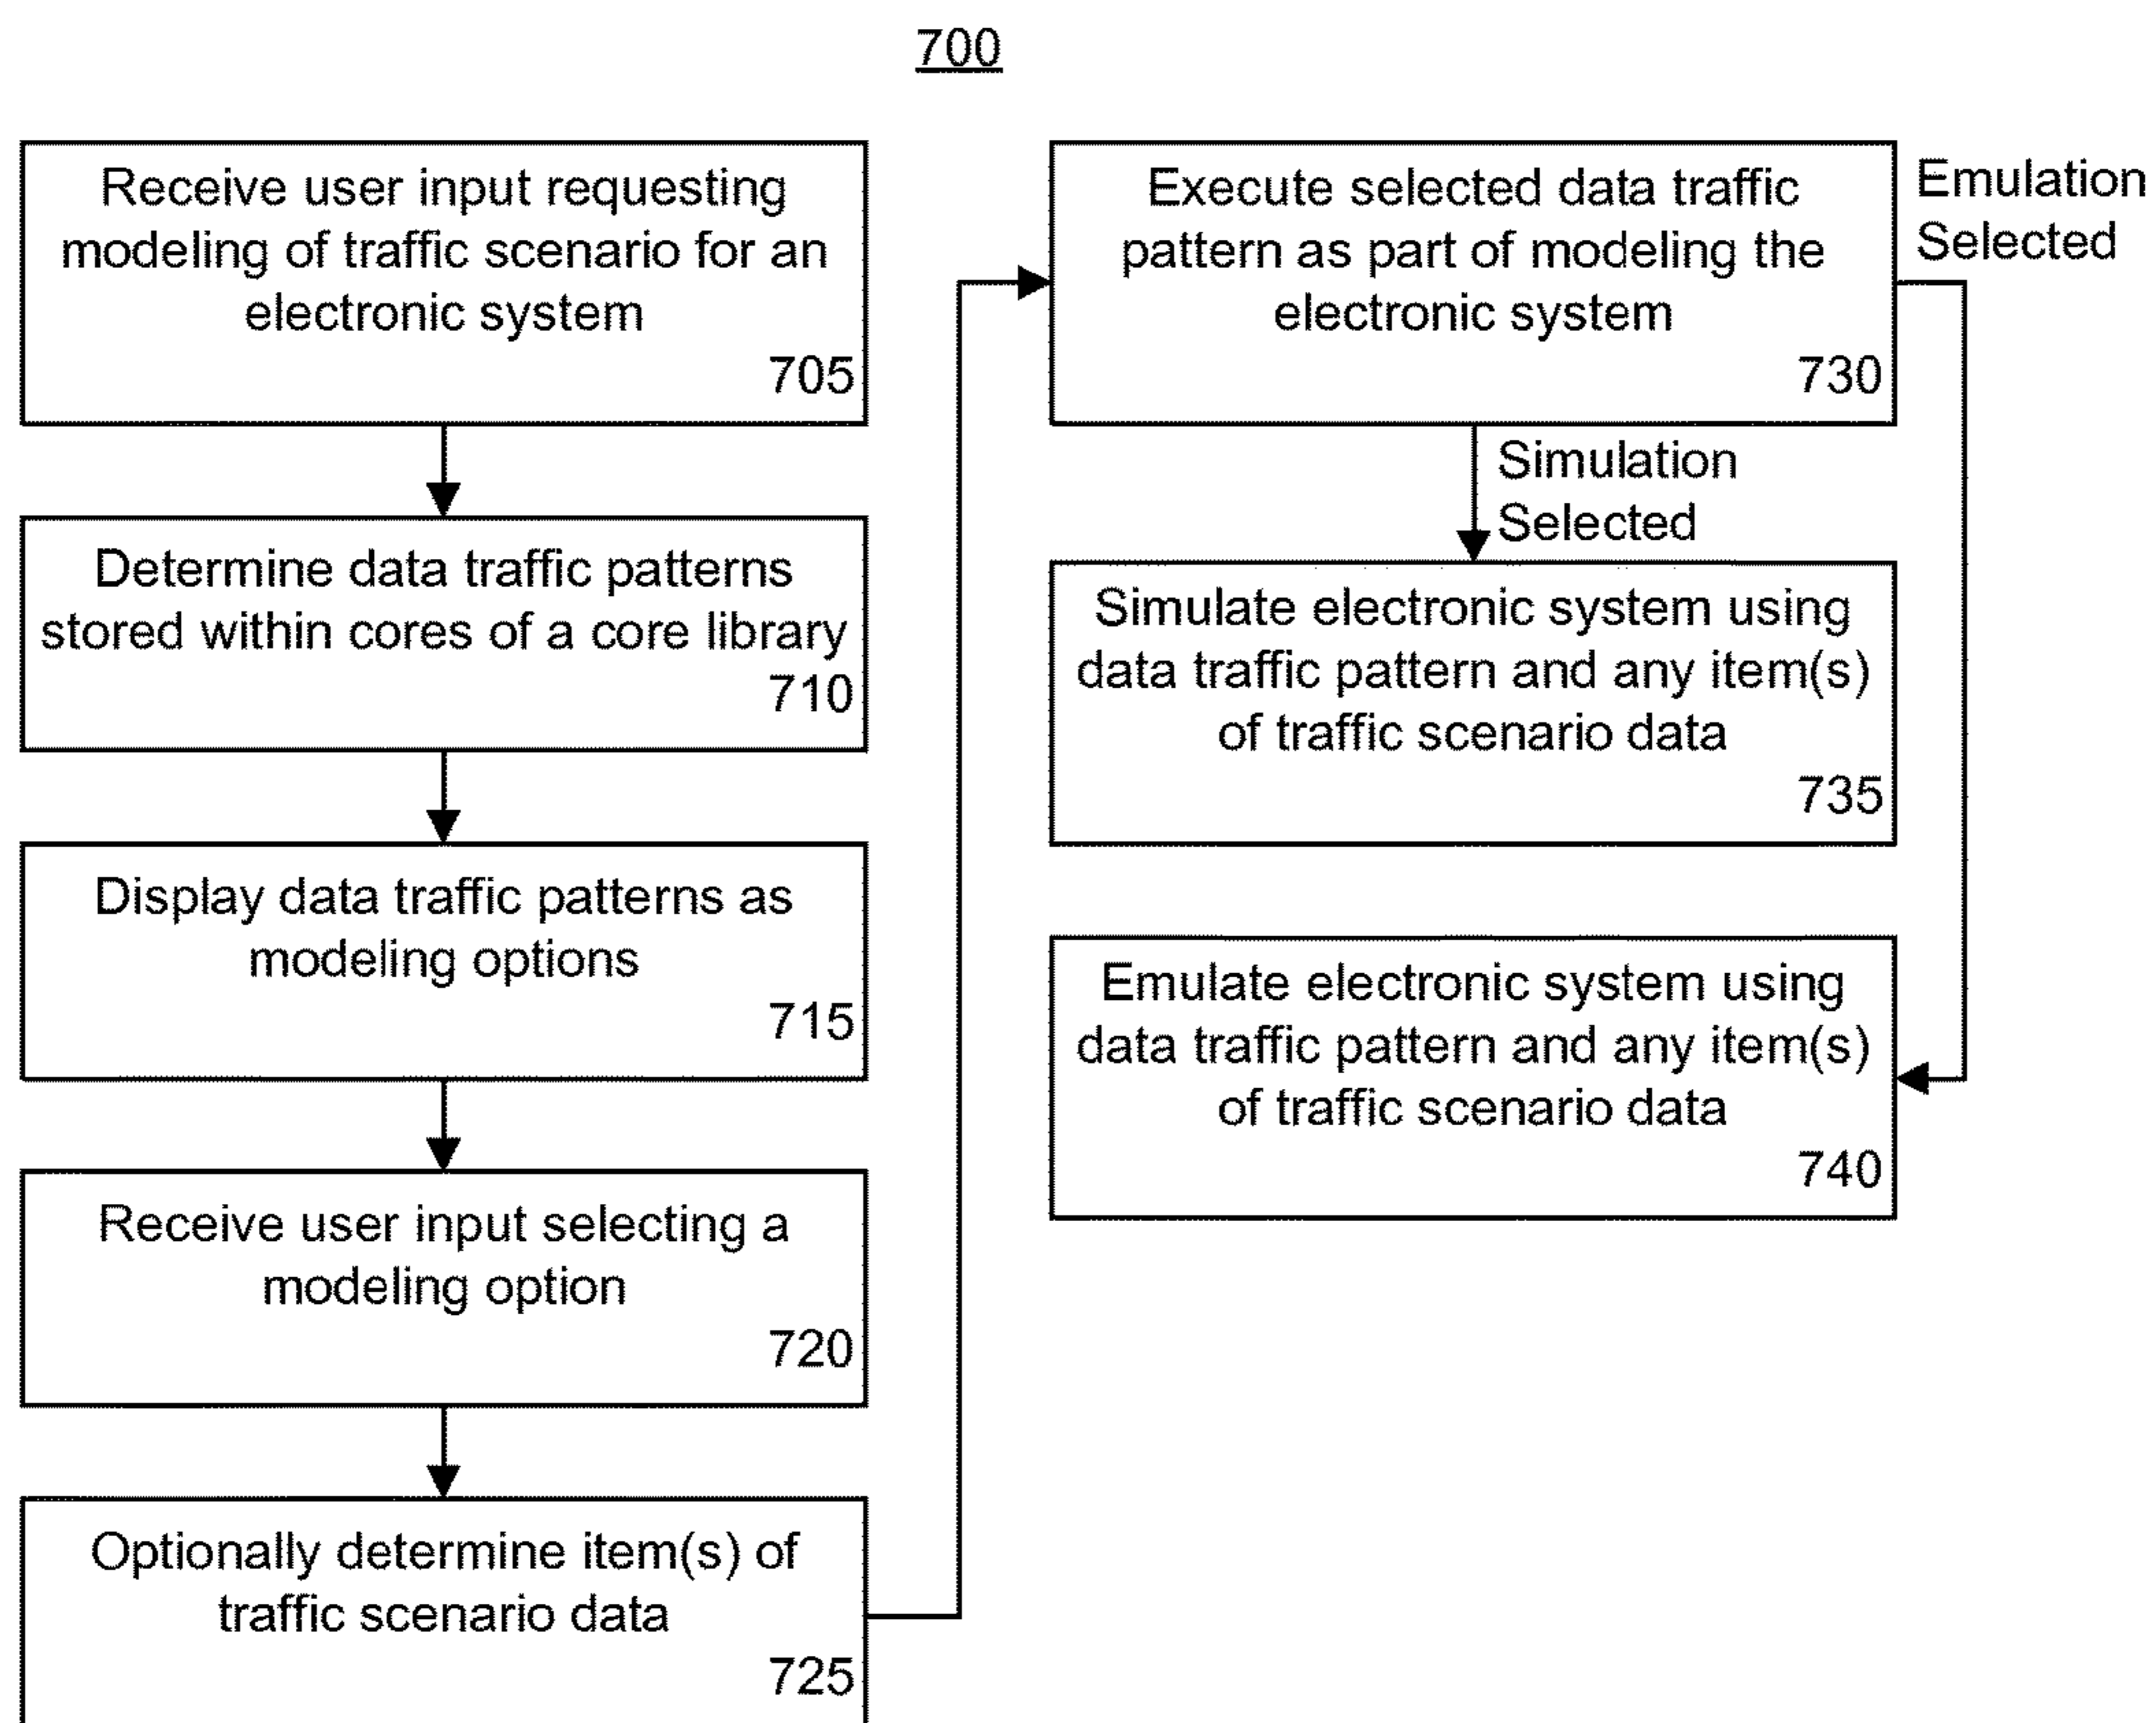 700
Receive user input requesting
modeling of traffic scenario for an
electronic system
705
Determine data traffic patterns
stored within cores of a core library
710
Display data traffic patterns as
modeling options
715
Receive user input selecting a
modeling option
720
Optionally determine item(s) of
traffic scenario data
725
Execute selected data traffic
pattern as part of modeling the
electronic system
730
Emulation
Selected
Simulation
Selected
Simulate electronic system using
data traffic pattern and any item(s)
of traffic scenario data
735
Emulate electronic system using
data traffic pattern and any item(s)
of traffic scenario data
740